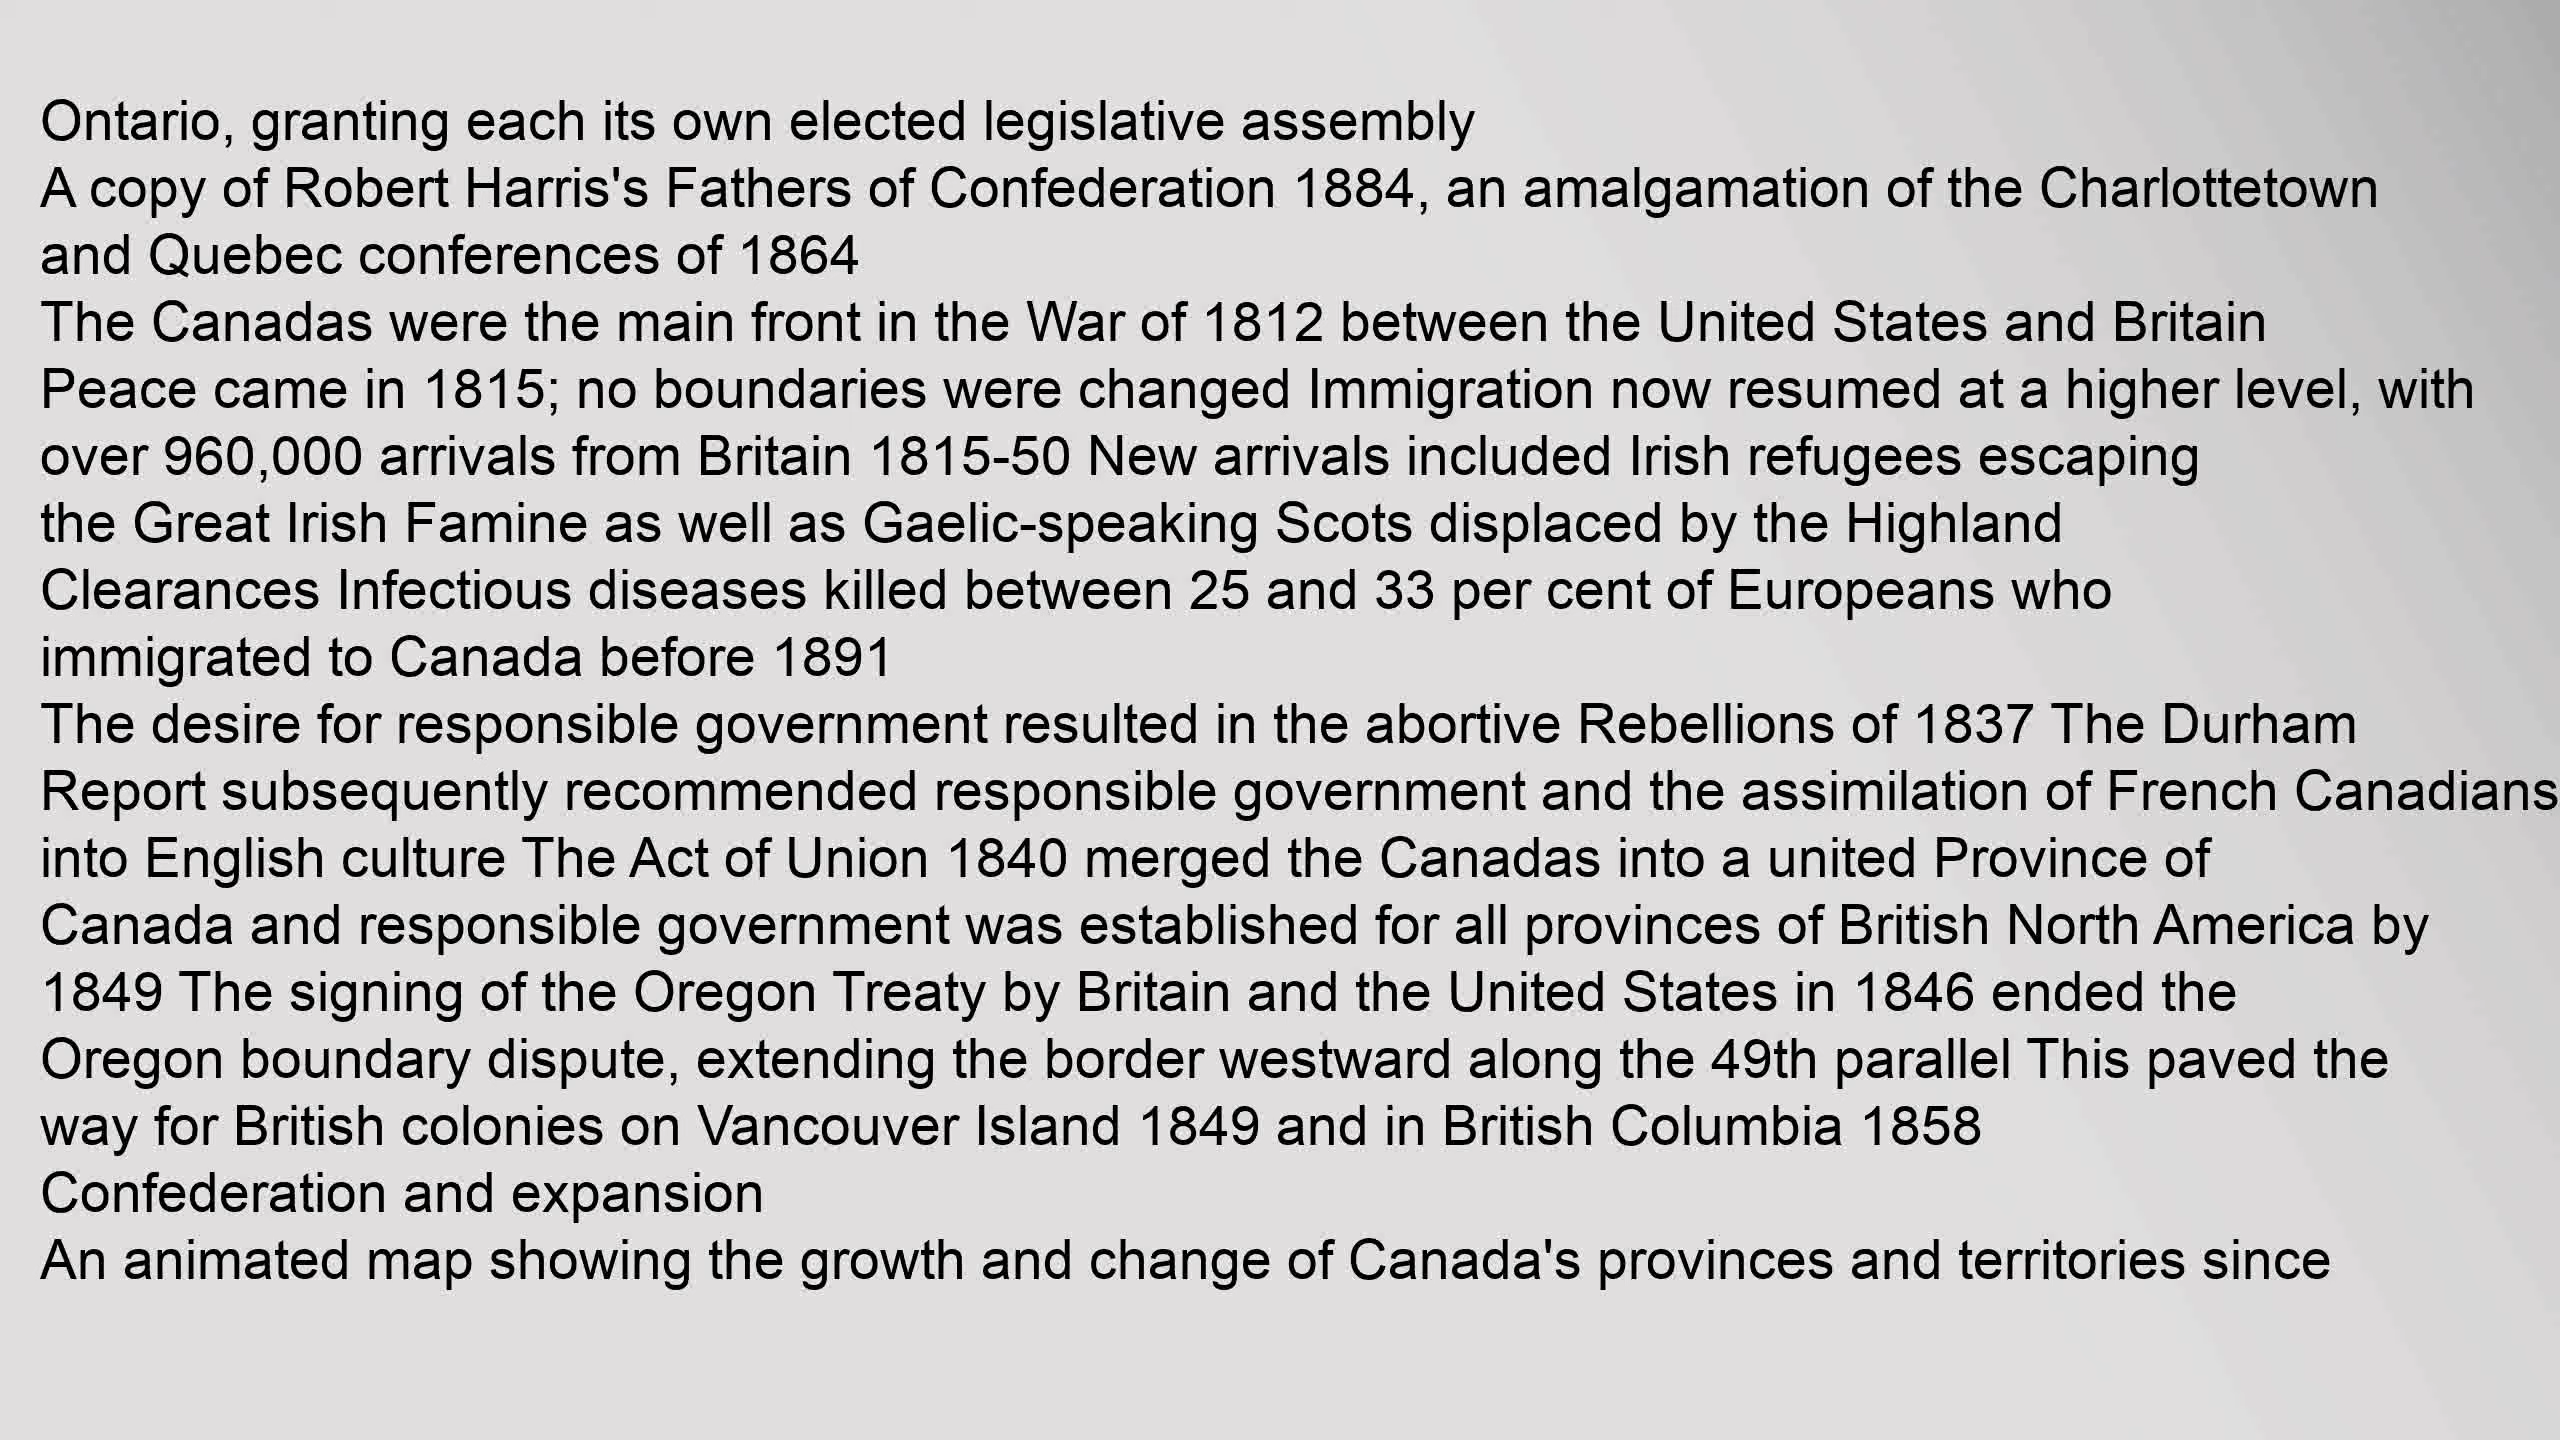 Ontario, granting each its own elected legislative assembly
A copy of Robert Harris's Fathers of Confederation 1884, an amalgamation of the Charlottetown
and Quebec conferences of 1864
The Canadas were the main front in the War of 1812 between the United States and Britain
Peace came in 1815; no boundaries were changed Immigration now resumed at a higher level, with
over 960,000 arrivals from Britain 1815-50 New arrivals included Irish refugees escaping
the Great Irish Famine as well as Gaelic-speaking Scots displaced by the Highland
Clearances Infectious diseases killed between 25 and 33 per cent of Europeans who
immigrated to Canada before 1891
The desire for responsible government resulted in the abortive Rebellions of 1837 The Durham
Report subsequently recommended responsible government and the assimilation of French Canadians
into English culture The Act of Union 1840 merged the Canadas into a united Province of
Canada and responsible government was established for all provinces of British North America by
1849 The signing of the Oregon Treaty by Britain and the United States in 1846 ended the
Oregon boundary dispute, extending the border westward along the 49th parallel This paved the
way for British colonies on Vancouver Island 1849 and in British Columbia 1858
Confederation and expansion
An animated map showing the growth and change of Canada's provinces and territories since